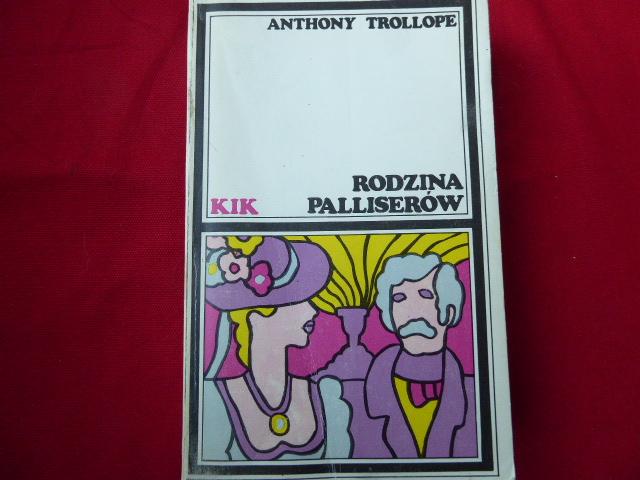 ANTHONY TROLLOPE
RODZINA
KIK PALLISERÓW